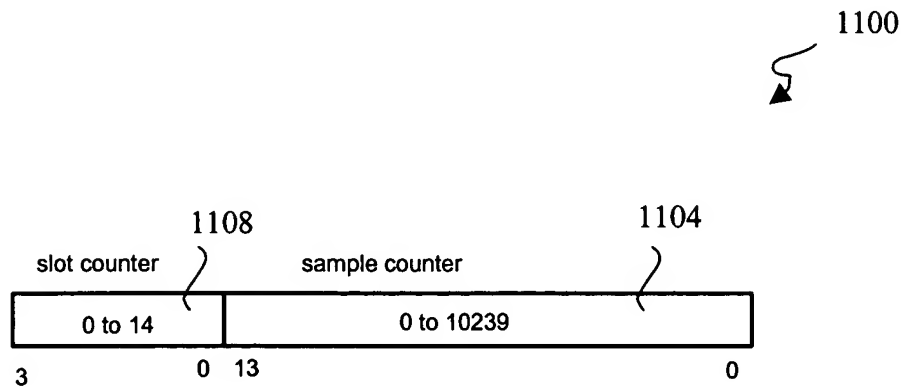 1100
1108 1104
slot counter sample counter
0 to 14 0 to 10239
3 0 13 0